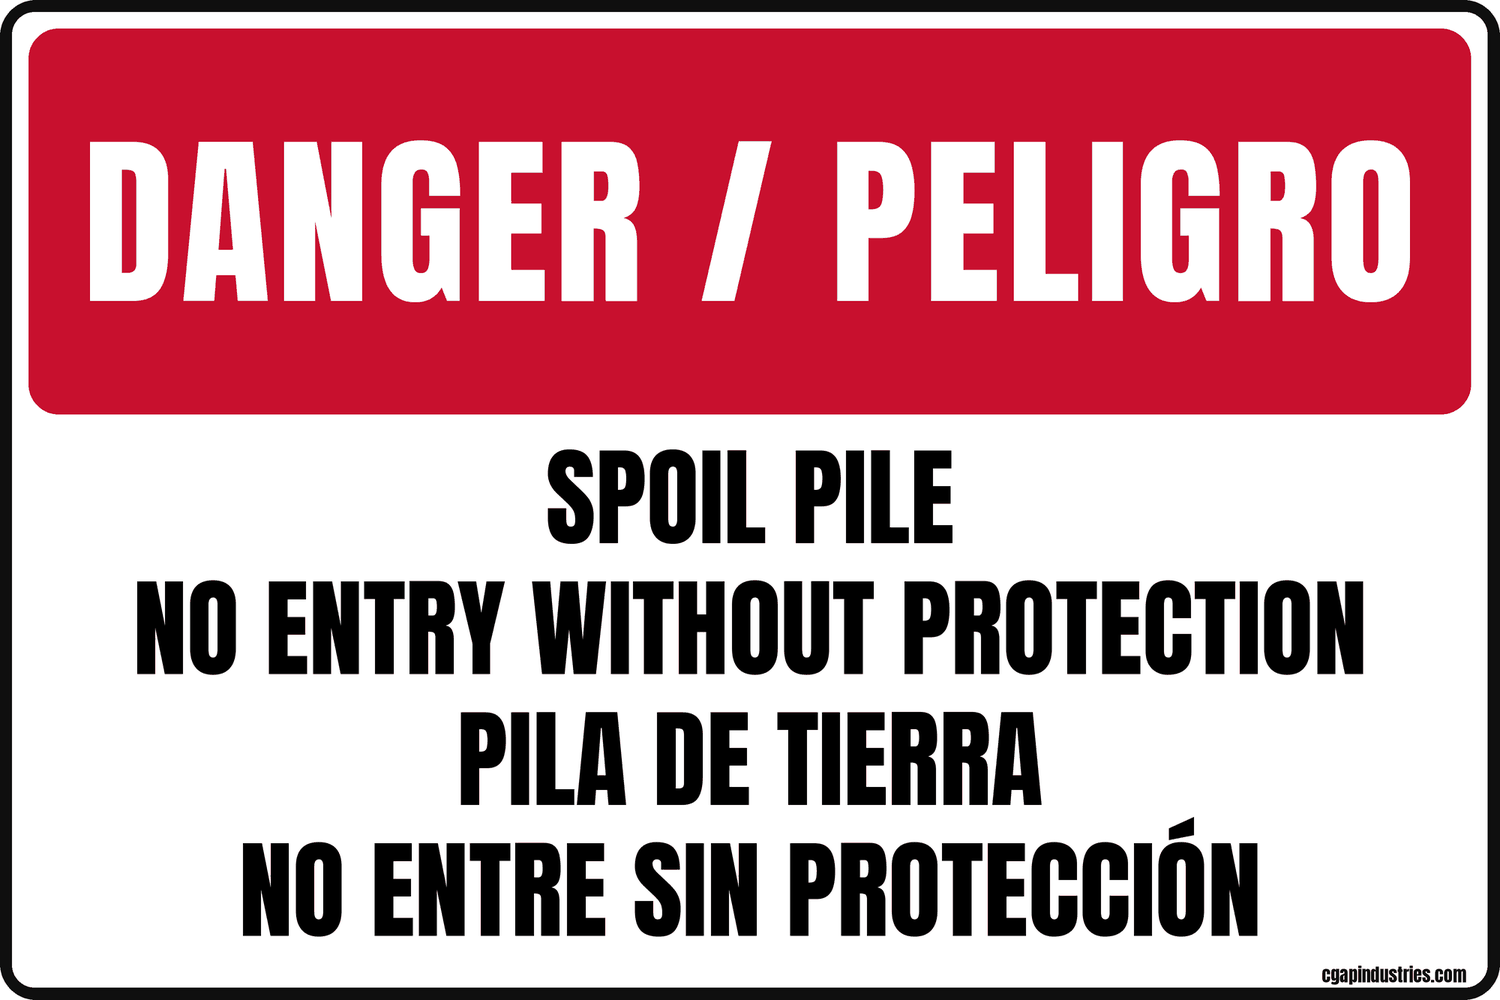 DANGER / PELIGRO
SPOIL PILE
NO ENTRY WITHOUT PROTECTION
PILA DE TIERRA
NO ENTRE SIN PROTECCIÓN
cgapindustries.com